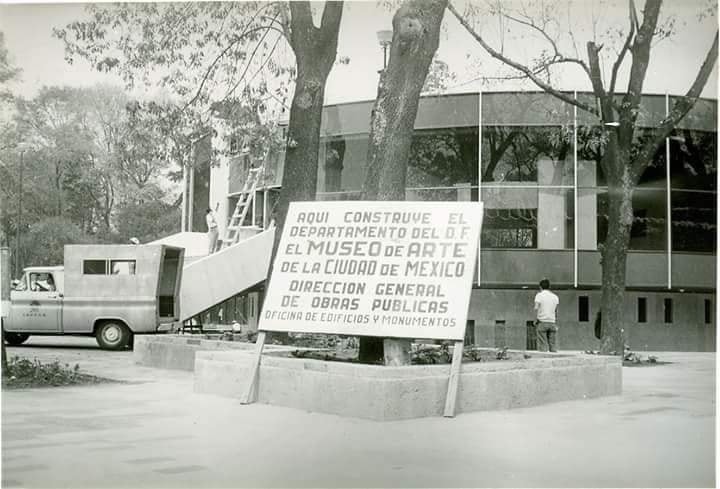 AQUI CONSTRUYE EL
DEPARTAMENTO DEL D.F
EL MUSEO DE ARTE
DE LA CIUDAD DE MEXICO
DIRECCION GENERAL
DE OBRAS PUBLICAS
OFICINA DE EDIFICIOS Y MONUMENTOS